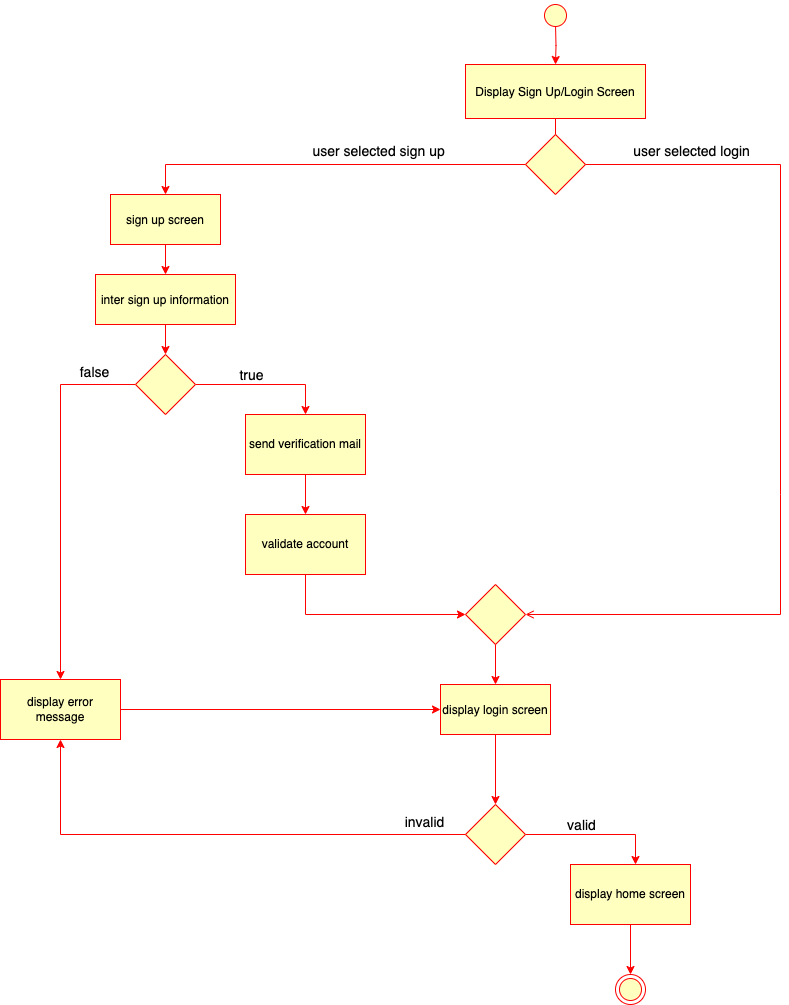 Display Sign Up/Login Screen
user selected sign up
user selected login
sign up screen
inter sign up information
false
true
send verification mail
validate account
display error
message
display login screen
invalid
valid
display home screen